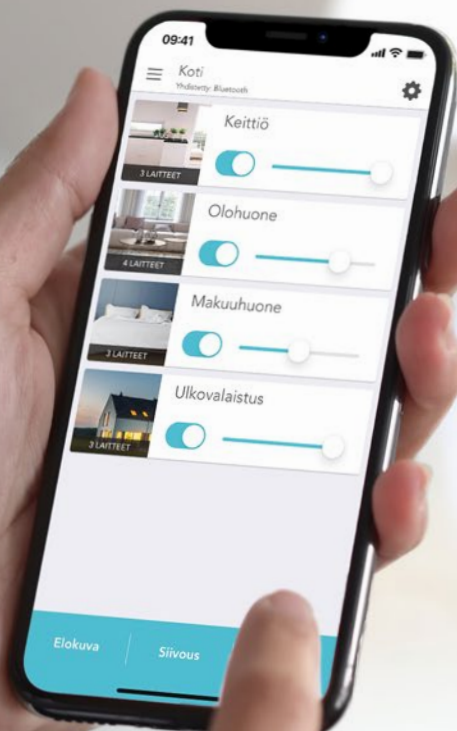 09:41
Koti
Yhdistetty: Bluetooth
Keittiö
3 LAITTEET
Olohuone
4 LAITTEET
Makuuhuone
3 LAITTEET
Ulkovalaistus
3 LAITTEET
Elokuva
Siivous